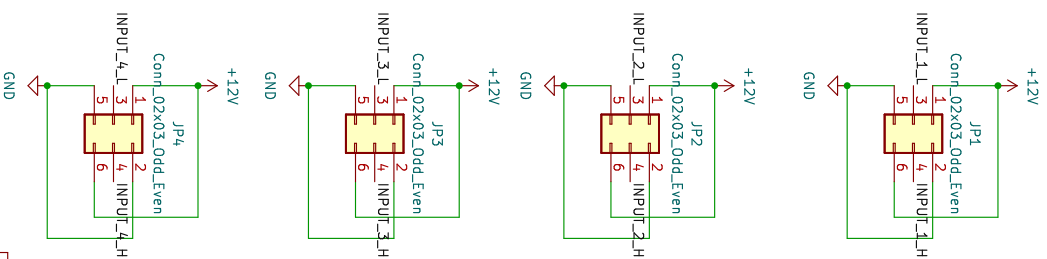 INPUT_4_L
Conn_02x03_Odd_Even
JP4
+12V
GND
1
3
5
2
4
6
INPUT_4_H
INPUT_3_L
Conn_02x03_Odd_Even
JP3
+12V
GND
1
3
5
2
4
6
INPUT_3_H
INPUT_2_L
Conn_02x03_Odd_Even
JP2
+12V
GND
1
3
5
2
4
6
INPUT_2_H
INPUT_1_L
Conn_02x03_Odd_Even
JP1
+12V
GND
1
3
5
2
4
6
INPUT_1_H